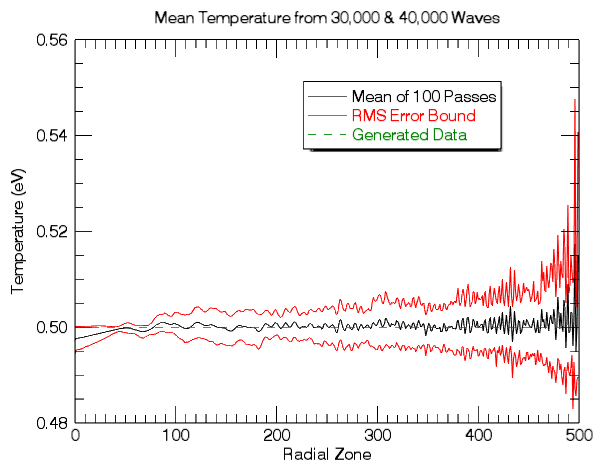 Mean Temperature from 30,000 & 40,000 Waves
0.56
0.54
0.52
0.50
0.48
Temperature (eV)
Mean of 100 Passes
RMS Error Bound
Generated Data
0
100
200
300
400
500
Radial Zone